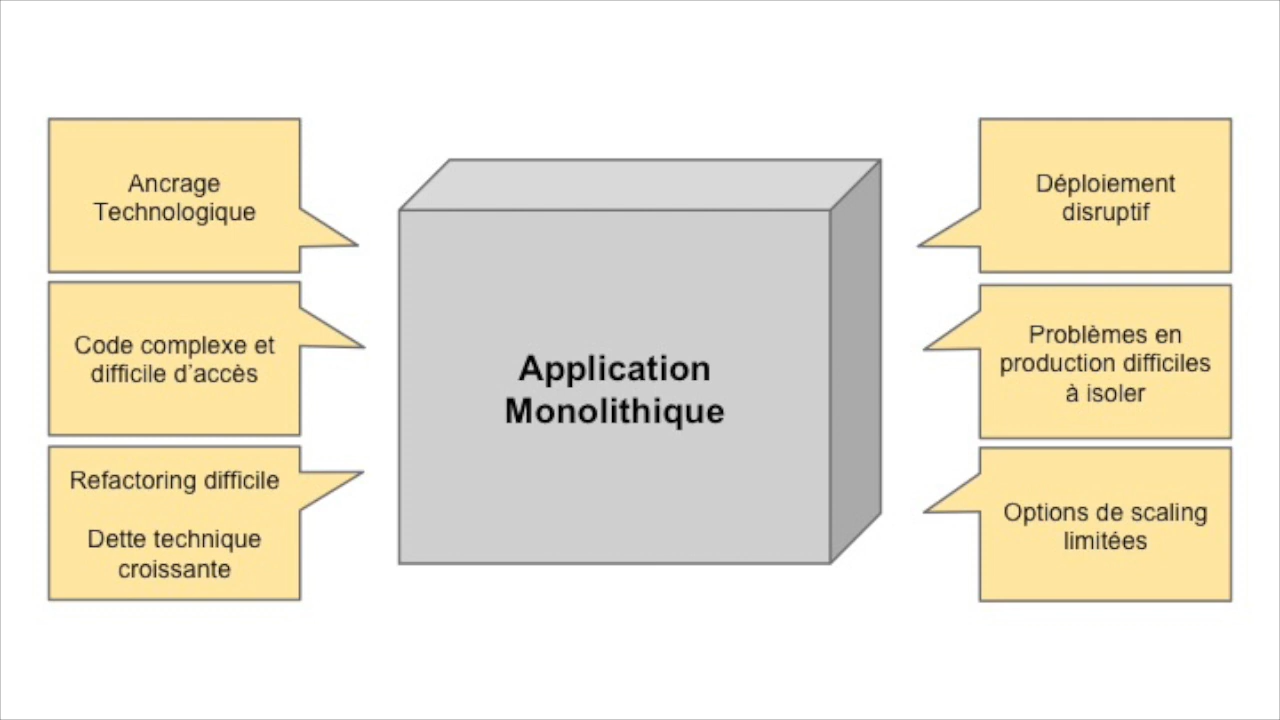 Ancrage
Technologique
Code complexe et
difficile d’accès
Refactoring difficile
Dette technique
croissante
Application
Monolithique
Déploiement
disruptif
Problèmes en
production difficiles
à isoler
Options de scaling
limitées